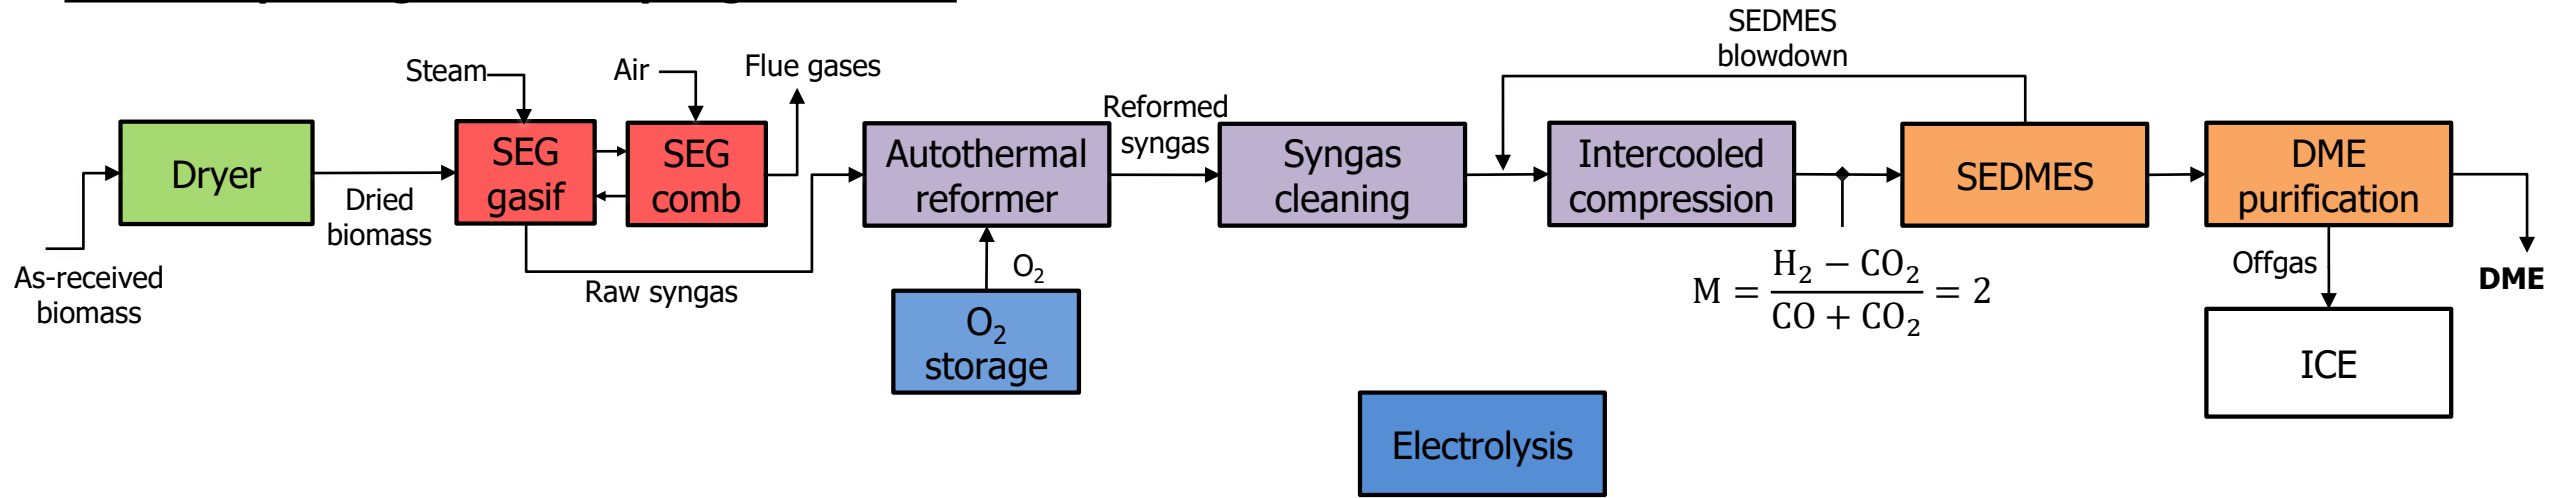 SEDMES
blowdown
Steam
Air
Flue gases
Reformed
syngas
Dryer
SEG
gasif
SEG
comb
Autothermal
reformer
Syngas
cleaning
Intercooled
compression
SEDMES
DME
purification
Dried
biomass
As-received
biomass
Raw syngas
O₂
O₂
storage
M = (H₂ − CO₂)/(CO + CO₂) = 2
Offgas
DME
ICE
Electrolysis